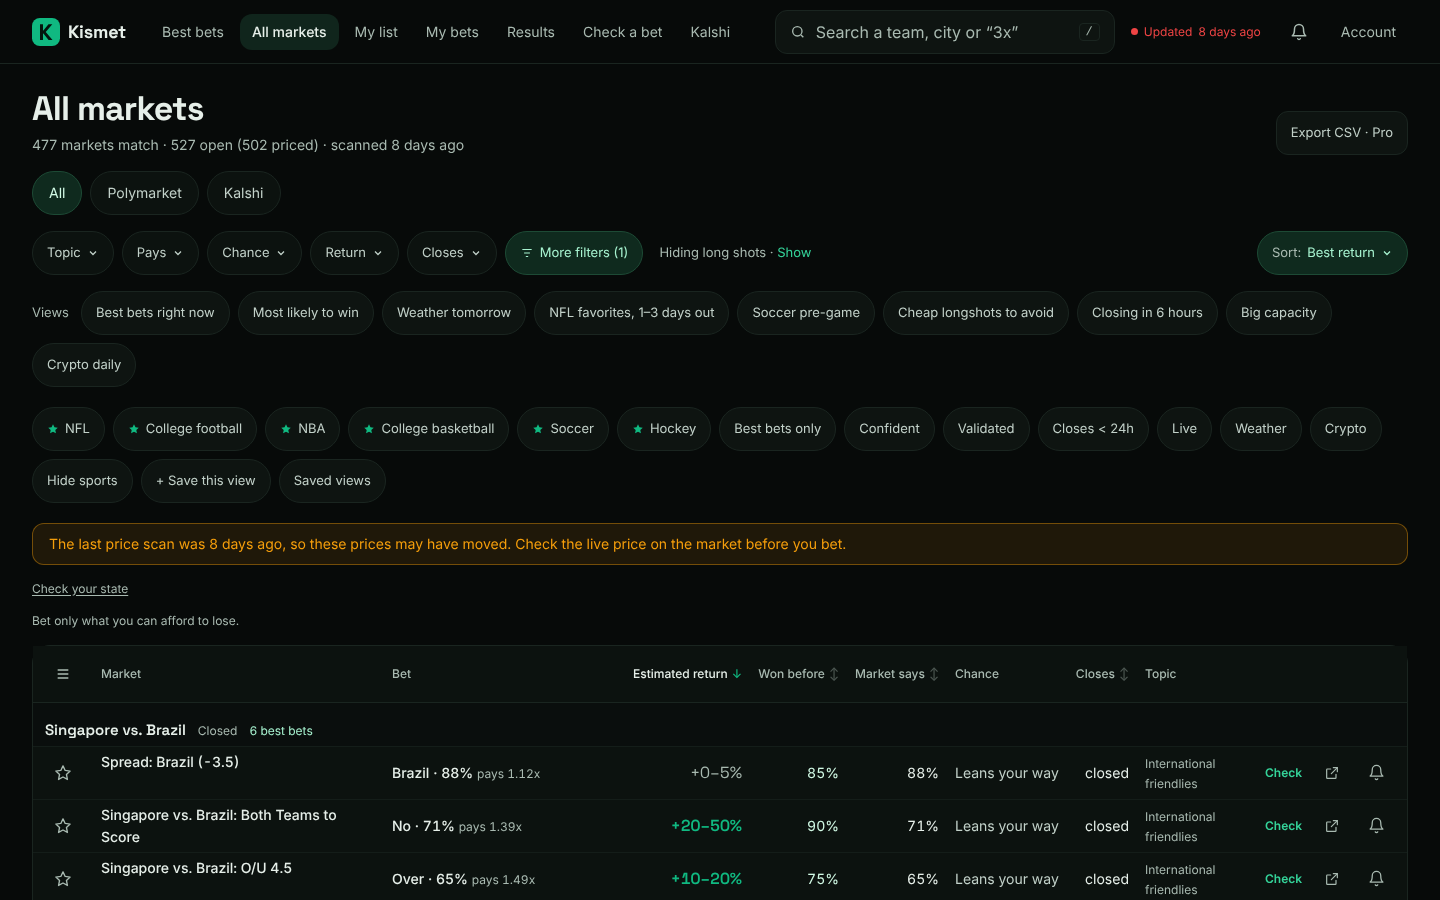 K Kismet Best bets All markets My list My bets Results Check a bet Kalshi Search a team, city or “3x” / Updated 8 days ago Account
All markets
477 markets match · 527 open (502 priced) · scanned 8 days ago
Export CSV · Pro
All Polymarket Kalshi
Topic Pays Chance Return Closes More filters (1) Hiding long shots · Show Sort: Best return
Views Best bets right now Most likely to win Weather tomorrow NFL favorites, 1–3 days out Soccer pre-game Cheap longshots to avoid Closing in 6 hours Big capacity
Crypto daily
NFL College football NBA College basketball Soccer Hockey Best bets only Confident Validated Closes < 24h Live Weather Crypto
Hide sports + Save this view Saved views
The last price scan was 8 days ago, so these prices may have moved. Check the live price on the market before you bet.
Check your state
Bet only what you can afford to lose.
Market Bet Estimated return ↓ Won before Market says Chance Closes Topic
Singapore vs. Brazil Closed 6 best bets
Spread: Brazil (-3.5) Brazil · 88% pays 1.12x +0–5% 85% 88% Leans your way closed International friendlies Check
Singapore vs. Brazil: Both Teams to Score No · 71% pays 1.39x +20–50% 90% 71% Leans your way closed International friendlies Check
Singapore vs. Brazil: O/U 4.5 Over · 65% pays 1.49x +10–20% 75% 65% Leans your way closed International friendlies Check